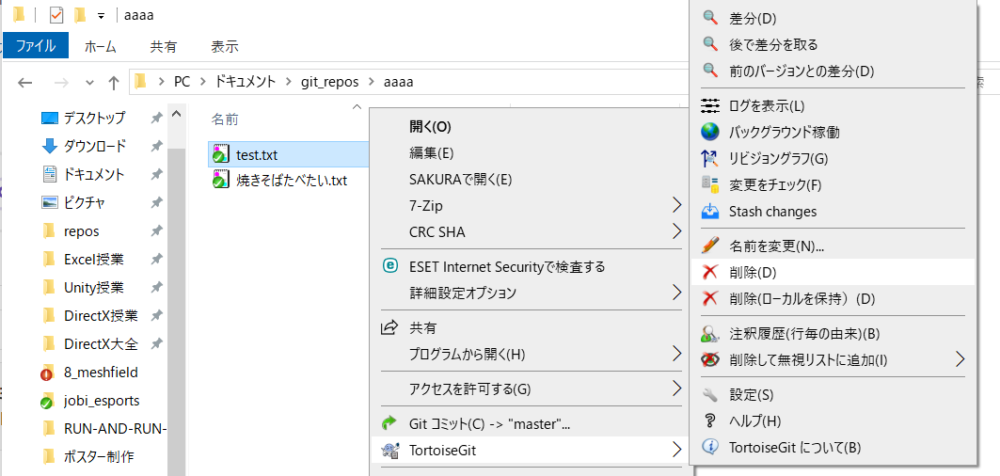 aaaa
ファイル
ホーム
共有
表示
PC
ドキュメント
git_repos
aaaa
索
デスクトップ
ダウンロード
ドキュメント
ピクチャ
repos
Excel授業
Unity授業
DirectX授業
DirectX大全
8_meshfield
jobi_esports
RUN-AND-RUN-
ポスター制作
名前
test.txt
焼きそばたべたい.txt
開く(O)
編集(E)
SAKURAで開く(E)
7-Zip
CRC SHA
ESET Internet Securityで検査する
詳細設定オプション
共有
プログラムから開く(H)
アクセスを許可する(G)
Git コミット(C) -> "master"...
TortoiseGit
差分(D)
後で差分を取る
前のバージョンとの差分(D)
ログを表示(L)
バックグラウンド稼働
リビジョングラフ(G)
変更をチェック(F)
Stash changes
名前を変更(N)...
削除(D)
削除(ローカルを保持）(D)
注釈履歴(行毎の由来)(B)
削除して無視リストに追加(I)
設定(S)
ヘルプ(H)
TortoiseGit について(B)